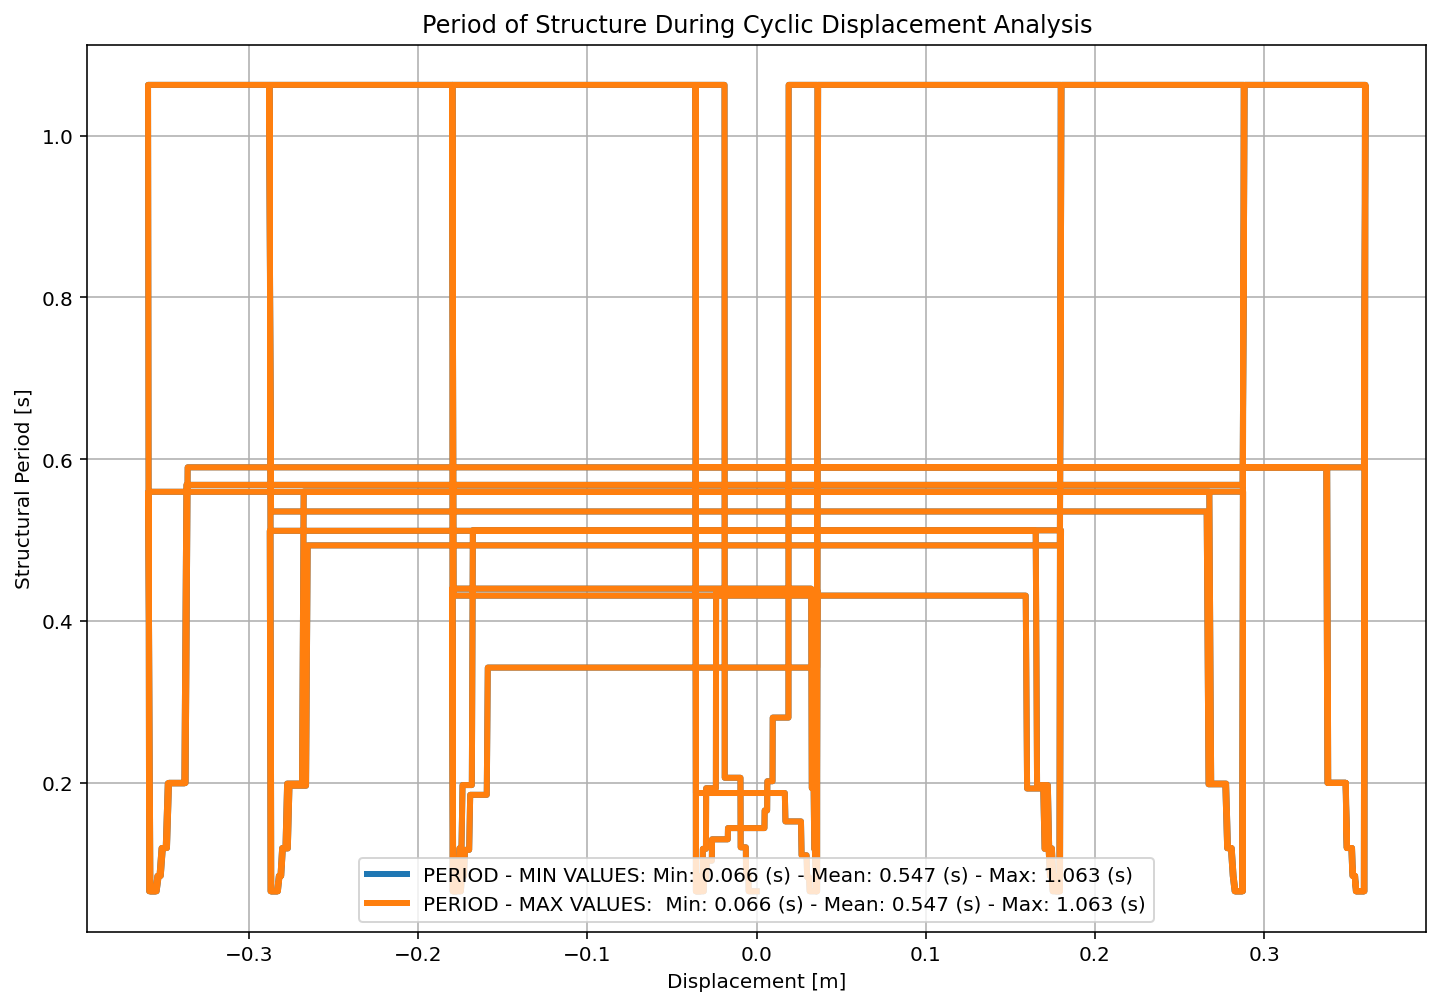 Period of Structure During Cyclic Displacement Analysis
Structural Period [s]
1.0
0.8
0.6
0.4
0.2
PERIOD - MIN VALUES: Min: 0.066 (s) - Mean: 0.547 (s) - Max: 1.063 (s)
PERIOD - MAX VALUES:  Min: 0.066 (s) - Mean: 0.547 (s) - Max: 1.063 (s)
−0.3 −0.2 −0.1 0.0 0.1 0.2 0.3
Displacement [m]